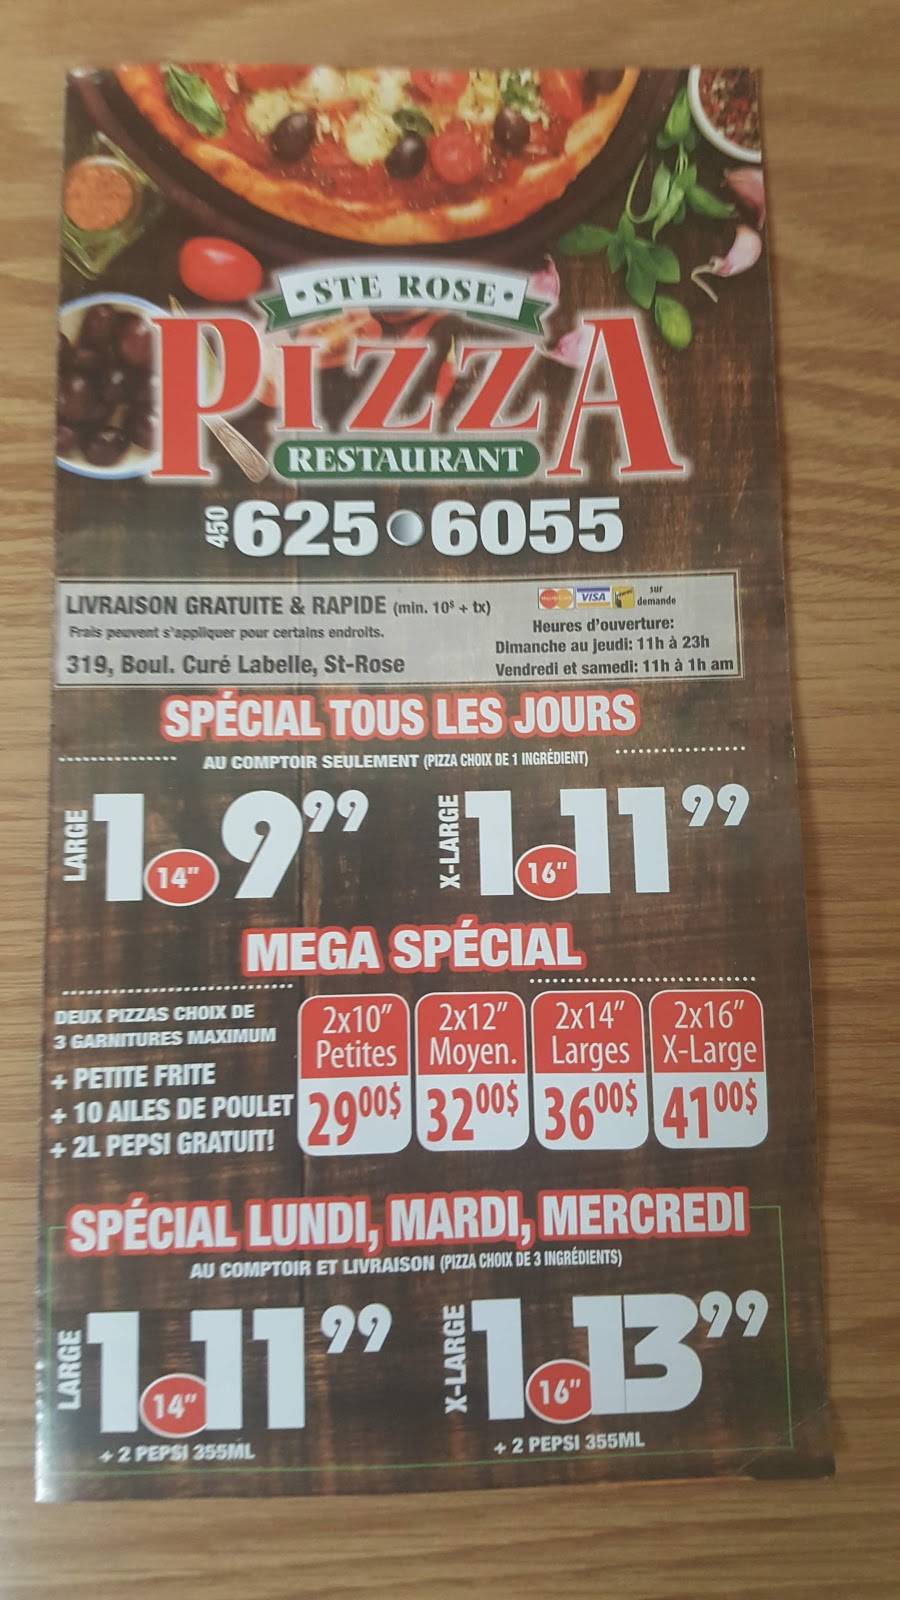 •STE ROSE•
PIZZA
RESTAURANT
450 625•6055
LIVRAISON GRATUITE & RAPIDE (min. 10$ + tx)
Frais peuvent s'appliquer pour certains endroits.
319, Boul. Curé Labelle, St-Rose
VISA
sur demande
Heures d'ouverture:
Dimanche au jeudi: 11h à 23h
Vendredi et samedi: 11h à 1h am
SPÉCIAL TOUS LES JOURS
AU COMPTOIR SEULEMENT (PIZZA CHOIX DE 1 INGRÉDIENT)
LARGE 1 14" 9 99
X-LARGE 1 16" 11 99
MEGA SPÉCIAL
DEUX PIZZAS CHOIX DE
3 GARNITURES MAXIMUM
+ PETITE FRITE
+ 10 AILES DE POULET
+ 2L PEPSI GRATUIT!
2x10"
Petites
29 00$
2x12"
Moyen.
32 00$
2x14"
Larges
36 00$
2x16"
X-Large
41 00$
SPÉCIAL LUNDI, MARDI, MERCREDI
AU COMPTOIR ET LIVRAISON (PIZZA CHOIX DE 3 INGRÉDIENTS)
LARGE 1 14" 11 99
+ 2 PEPSI 355ML
X-LARGE 1 16" 13 99
+ 2 PEPSI 355ML